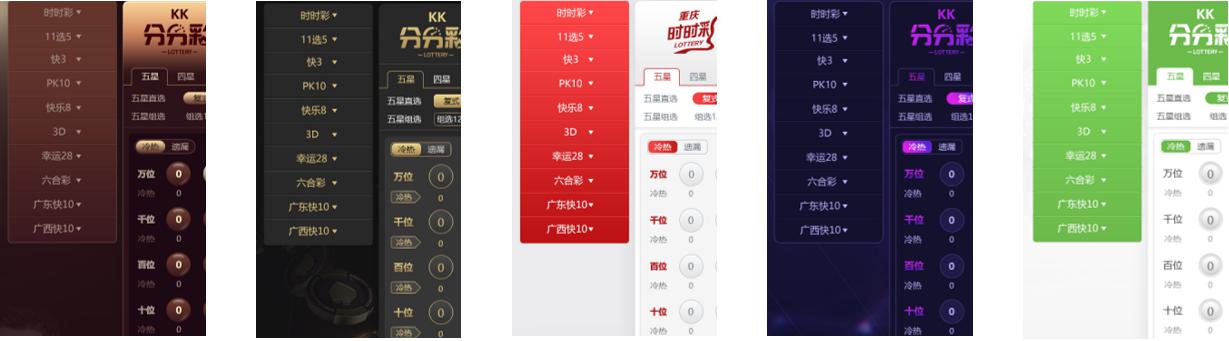 时时彩
11选5
快3
PK10
快乐8
3D
幸运28
六合彩
广东快10
广西快10
KK
分分彩
LOTTERY
五星 四星
五星直选
五星组选 组选
冷热 遗漏
万位 0
冷热 0
千位 0
冷热 0
百位 0
冷热 0
十位 0
冷热 0
时时彩
11选5
快3
PK10
快乐8
3D
幸运28
六合彩
广东快10
广西快10
KK
分分彩
LOTTERY
五星 四星
五星直选 复式
五星组选 组选12
冷热 遗漏
万位 0
冷热 0
千位 0
冷热 0
百位 0
冷热 0
十位 0
冷热 0
时时彩
11选5
快3
PK10
快乐8
3D
幸运28
六合彩
广东快10
广西快10
重庆
时时彩
LOTTERY
五星 四星
五星直选 复式
五星组选 组选1
冷热 遗漏
万位 0
冷热 0
千位 0
冷热 0
百位 0
冷热 0
十位 0
冷热 0
时时彩
11选5
快3
PK10
快乐8
3D
幸运28
六合彩
广东快10
广西快10
KK
分分彩
LOTTERY
五星 四星
五星直选 复式
五星组选 组选1
冷热 遗漏
万位 0
冷热 0
千位 0
冷热 0
百位 0
冷热 0
十位 0
冷热 0
时时彩
11选5
快3
PK10
快乐8
3D
幸运28
六合彩
广东快10
广西快10
KK
分分彩
LOTTERY
五星 四星
五星直选 复
五星组选 组选
冷热 遗漏
万位 0
冷热 0
千位 0
冷热 0
百位 0
冷热 0
十位 0
冷热 0